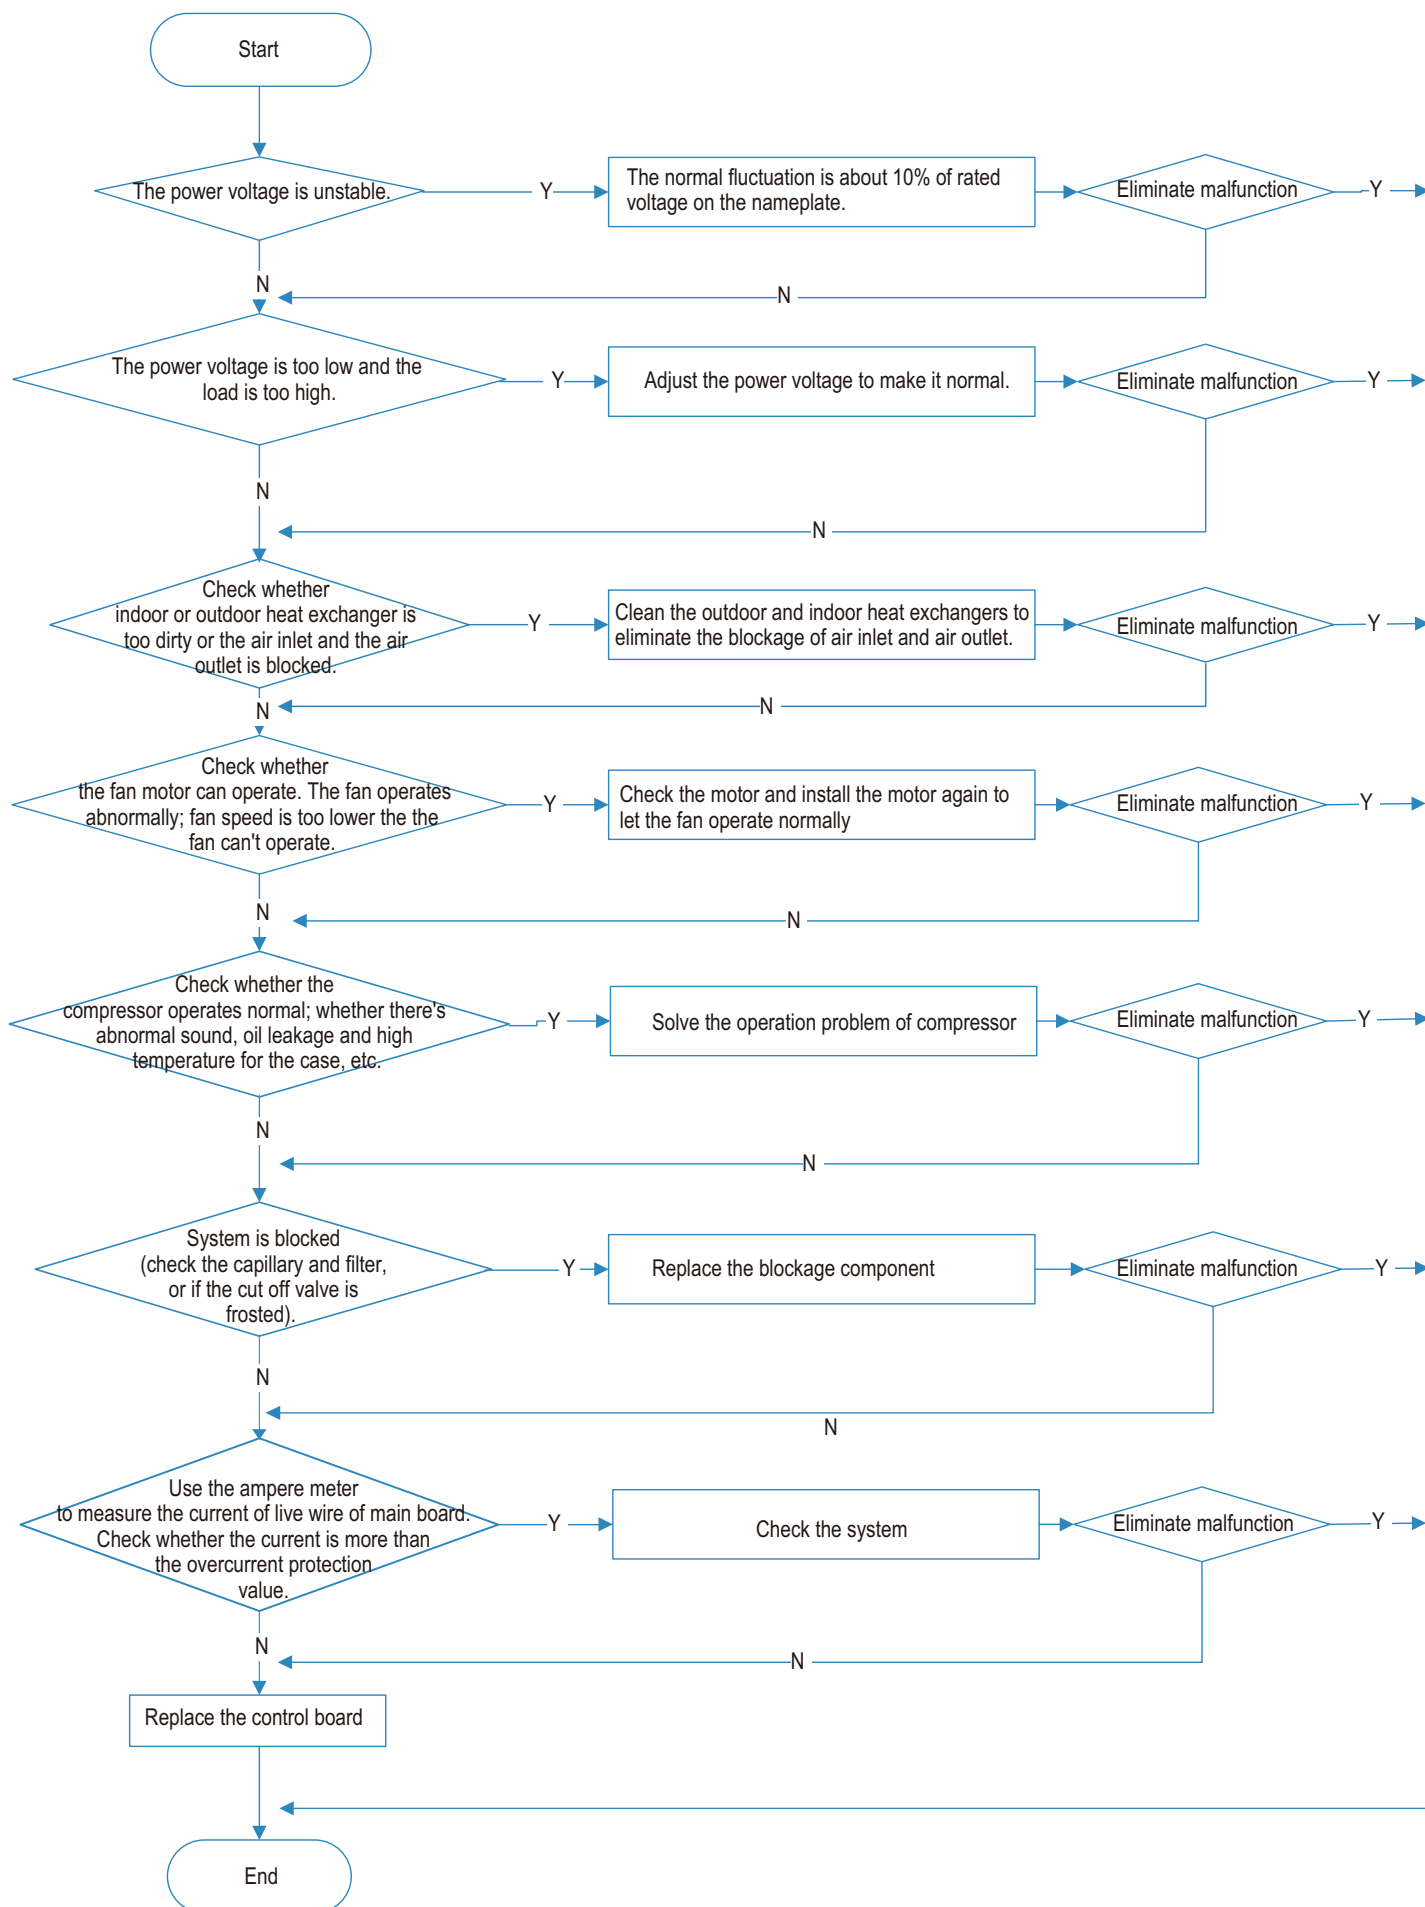 Start
The power voltage is unstable.
Y
The normal fluctuation is about 10% of rated
voltage on the nameplate.
Eliminate malfunction
Y
N
N
The power voltage is too low and the
load is too high.
Y
Adjust the power voltage to make it normal.
Eliminate malfunction
Y
N
N
Check whether
indoor or outdoor heat exchanger is
too dirty or the air inlet and the air
outlet is blocked.
Y
Clean the outdoor and indoor heat exchangers to
eliminate the blockage of air inlet and air outlet.
Eliminate malfunction
Y
N
N
Check whether
the fan motor can operate. The fan operates
abnormally; fan speed is too lower the the
fan can't operate.
Y
Check the motor and install the motor again to
let the fan operate normally
Eliminate malfunction
Y
N
N
Check whether the
compressor operates normal; whether there's
abnormal sound, oil leakage and high
temperature for the case, etc.
Y
Solve the operation problem of compressor
Eliminate malfunction
Y
N
N
System is blocked
(check the capillary and filter,
or if the cut off valve is
frosted).
Y
Replace the blockage component
Eliminate malfunction
Y
N
N
Use the ampere meter
to measure the current of live wire of main board.
Check whether the current is more than
the overcurrent protection
value.
Y
Check the system
Eliminate malfunction
Y
N
N
Replace the control board
End